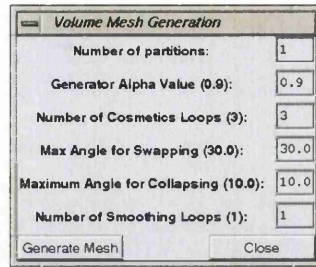 Volume Mesh Generation
Number of partitions: 1
Generator Alpha Value (0.9): 0.9
Number of Cosmetics Loops (3): 3
Max Angle for Swapping (30.0): 30.0
Maximum Angle for Collapsing (10.0): 10.0
Number of Smoothing Loops (1): 1
Generate Mesh Close